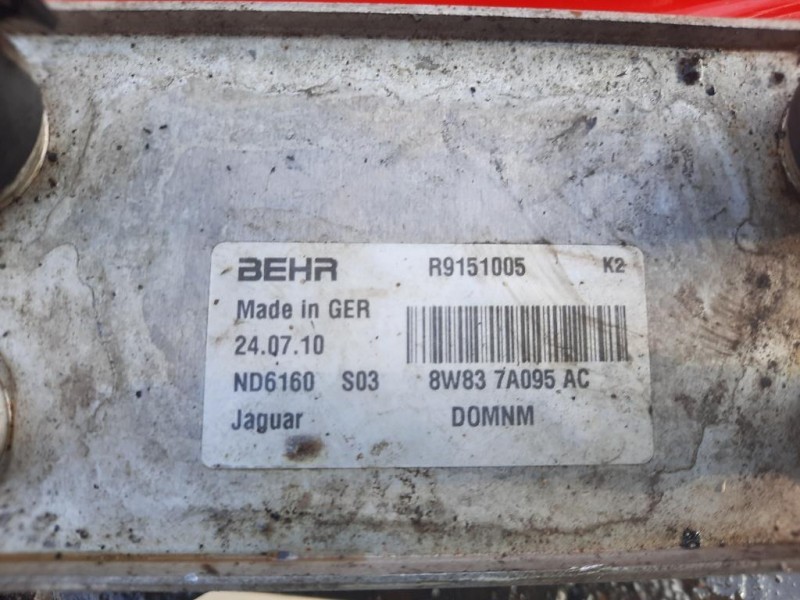 BEHR R9151005 K2
Made in GER
24.07.10
ND6160 S03 8W83 7A095 AC
Jaguar DOMNM